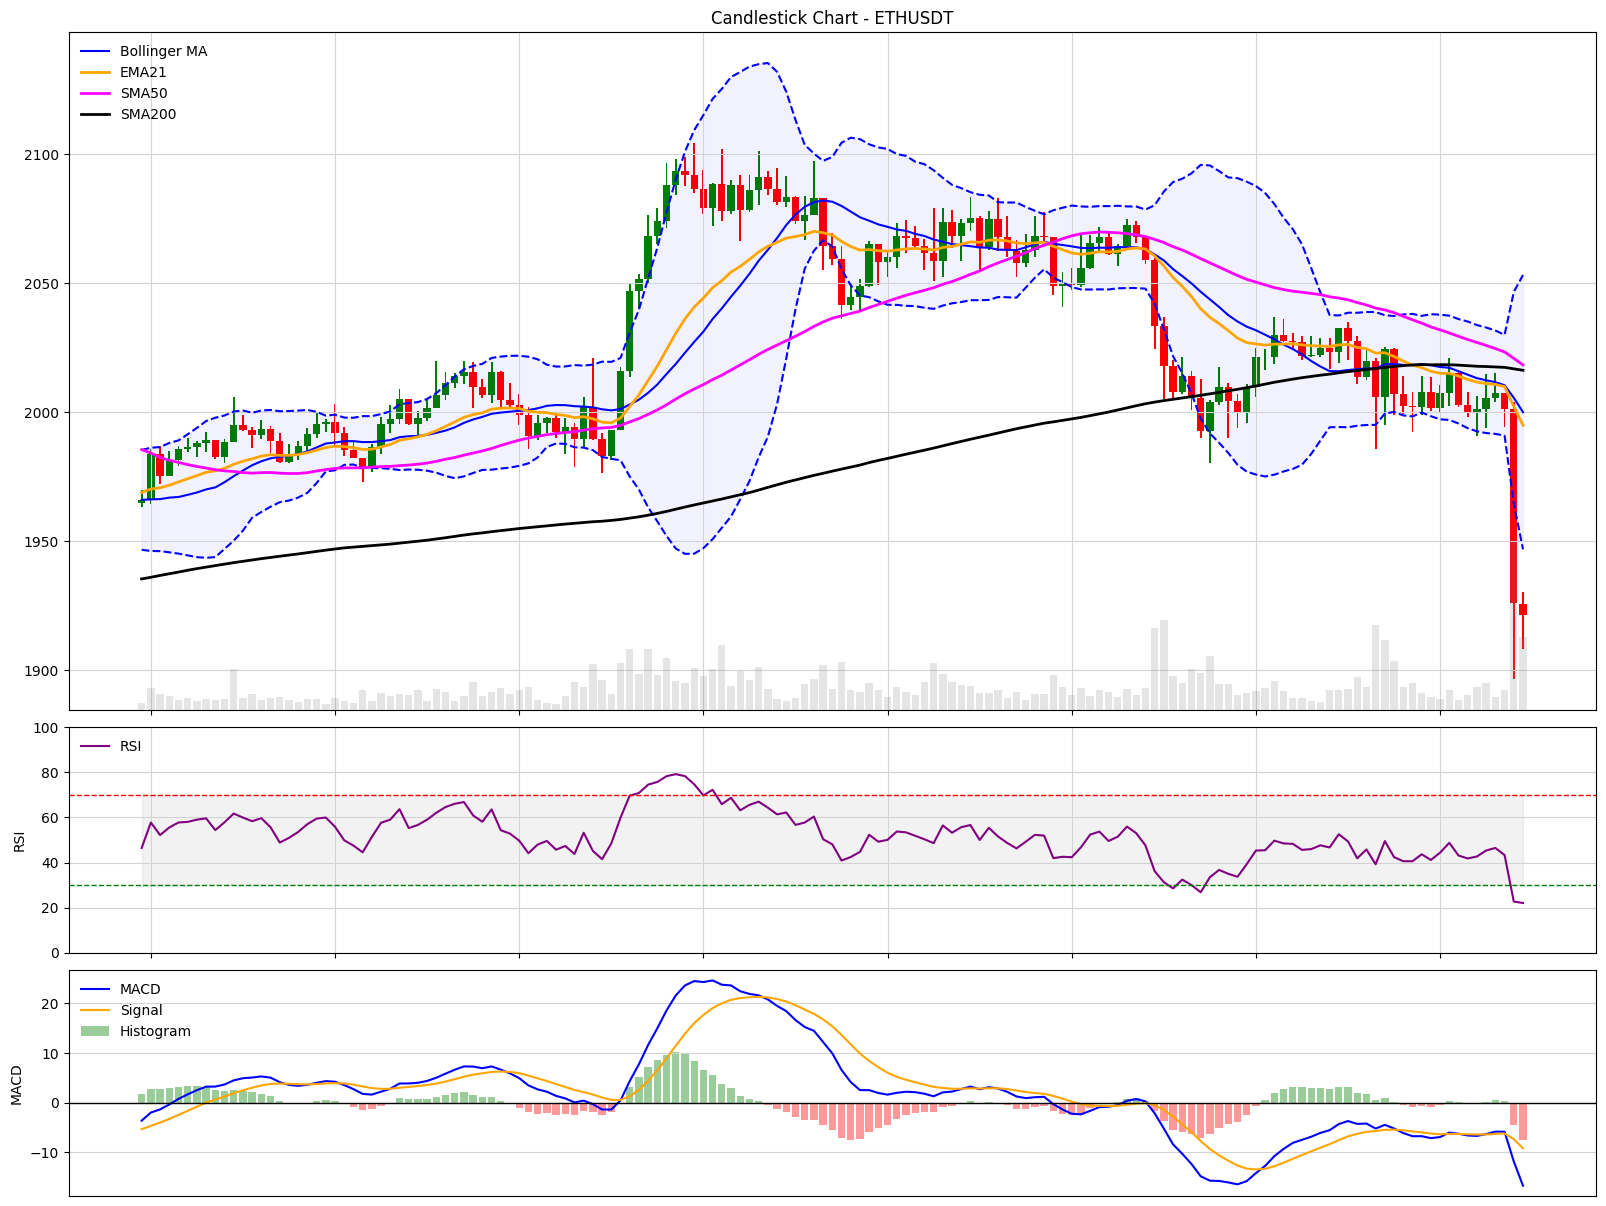 Candlestick Chart - ETHUSDT
Bollinger MA
EMA21
SMA50
SMA200
2100
2050
2000
1950
1900
100
80
60
40
20
0
RSI
RSI
20
10
0
−10
MACD
MACD
Signal
Histogram